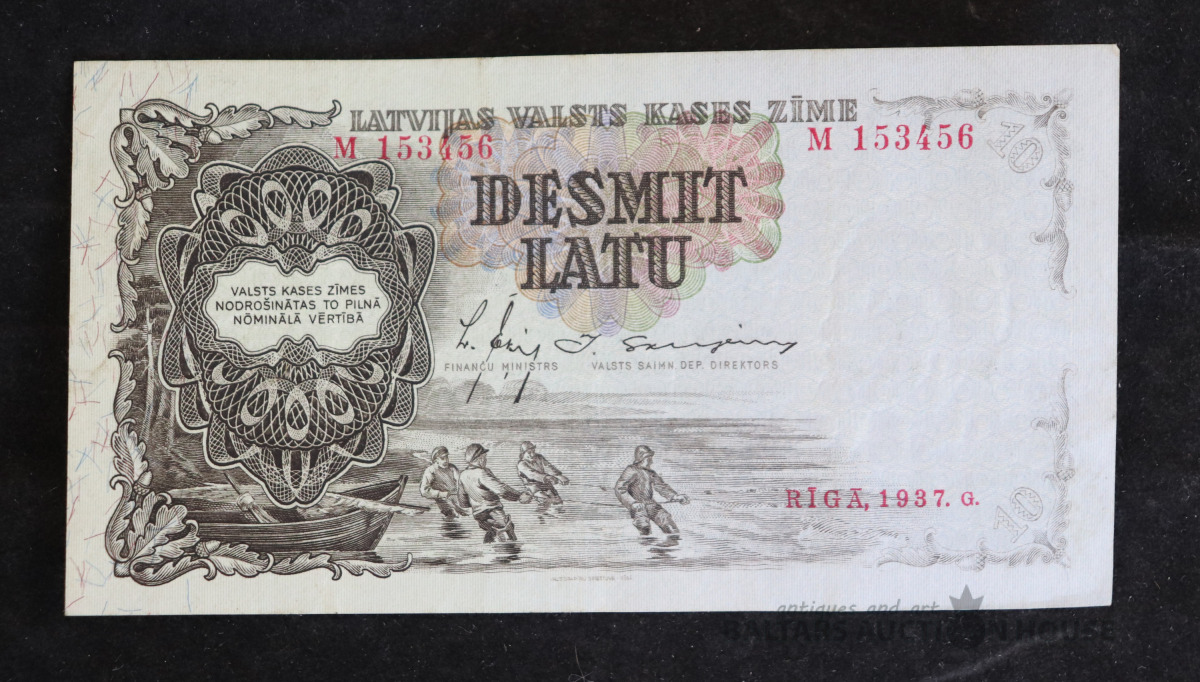 LATVIJAS VALSTS KASES ZĪME
M 153456
M 153456
10
DESMIT
LATU
VALSTS KASES ZĪMES
NODROŠINĀTAS TO PILNĀ
NŌMINĀLĀ VĒRTĪBĀ
FINANČU MINISTRS VALSTS SAIMN. DEP. DIREKTORS
RĪGĀ, 1937. G.
10
antiques and art
BALTARS AUCTION HOUSE